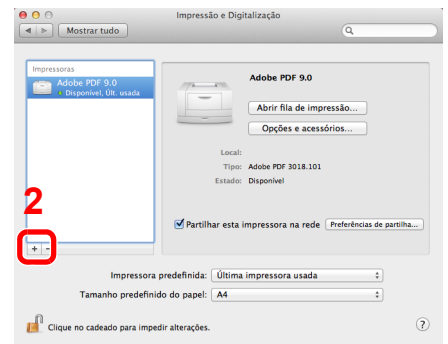 Impressão e Digitalização
Mostrar tudo
Impressoras
Adobe PDF 9.0
Disponível, Últ. usada
Adobe PDF 9.0
Abrir fila de impressão...
Opções e acessórios...
Local:
Tipo: Adobe PDF 3018.101
Estado: Disponível
2
Partilhar esta impressora na rede Preferências de partilha...
+ −
Impressora predefinida: Última impressora usada
Tamanho predefinido do papel: A4
Clique no cadeado para impedir alterações. ?